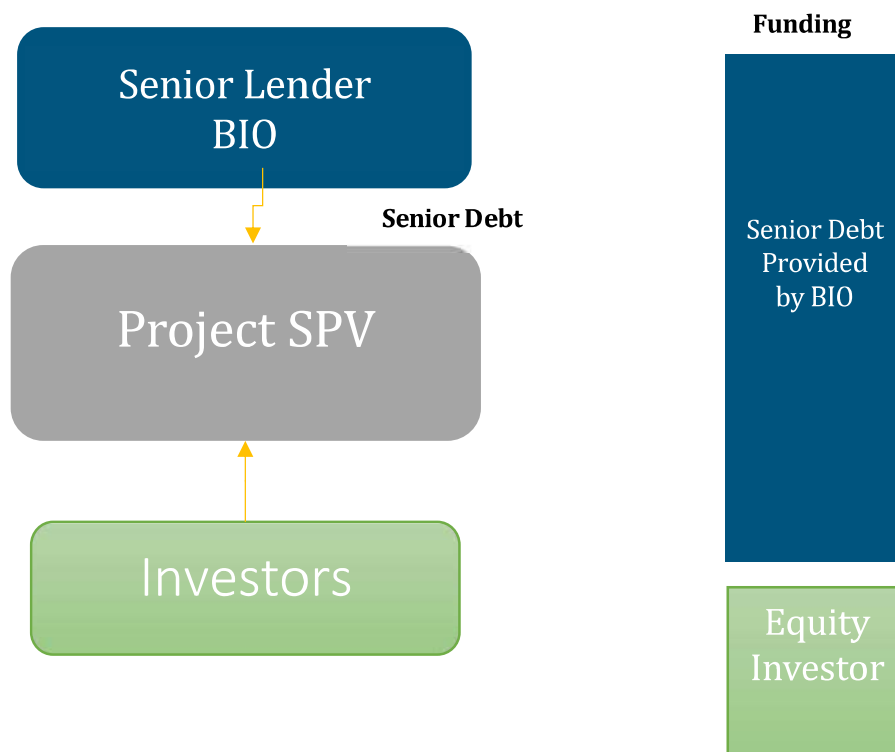 Senior Lender
BIO
Senior Debt
Project SPV
Investors
Funding
Senior Debt
Provided
by BIO
Equity
Investor